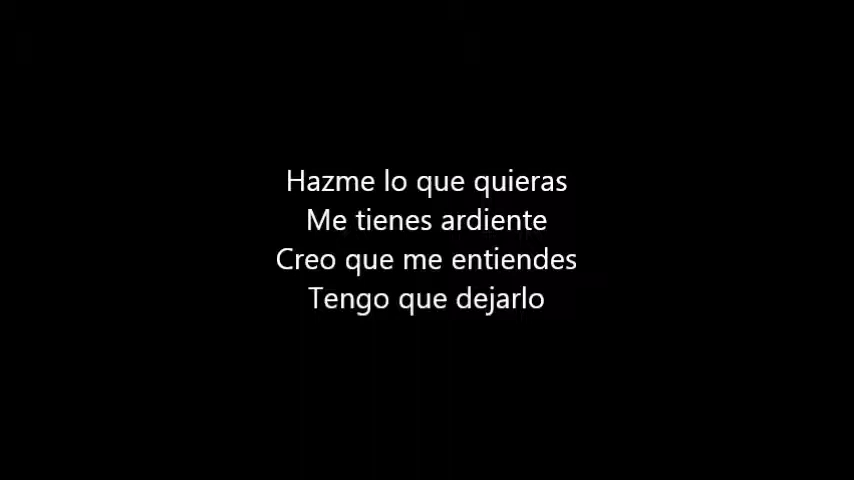 Hazme lo que quieras
Me tienes ardiente
Creo que me entiendes
Tengo que dejarlo